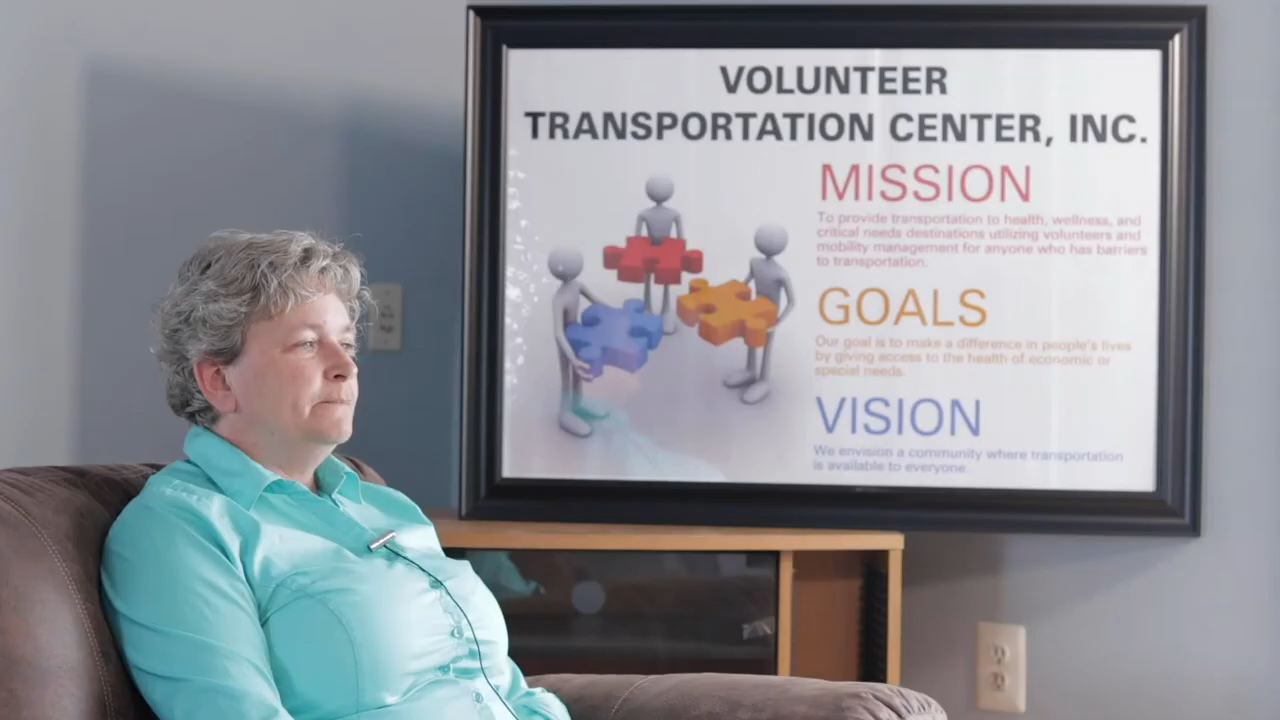 VOLUNTEER
TRANSPORTATION CENTER, INC.
MISSION
To provide transportation to health, wellness, and
critical needs destinations utilizing volunteers and
mobility management for anyone who has barriers
to transportation.
GOALS
Our goal is to make a difference in people's lives
by giving access to the health of economic or
special needs.
VISION
We envision a community where transportation
is available to everyone.